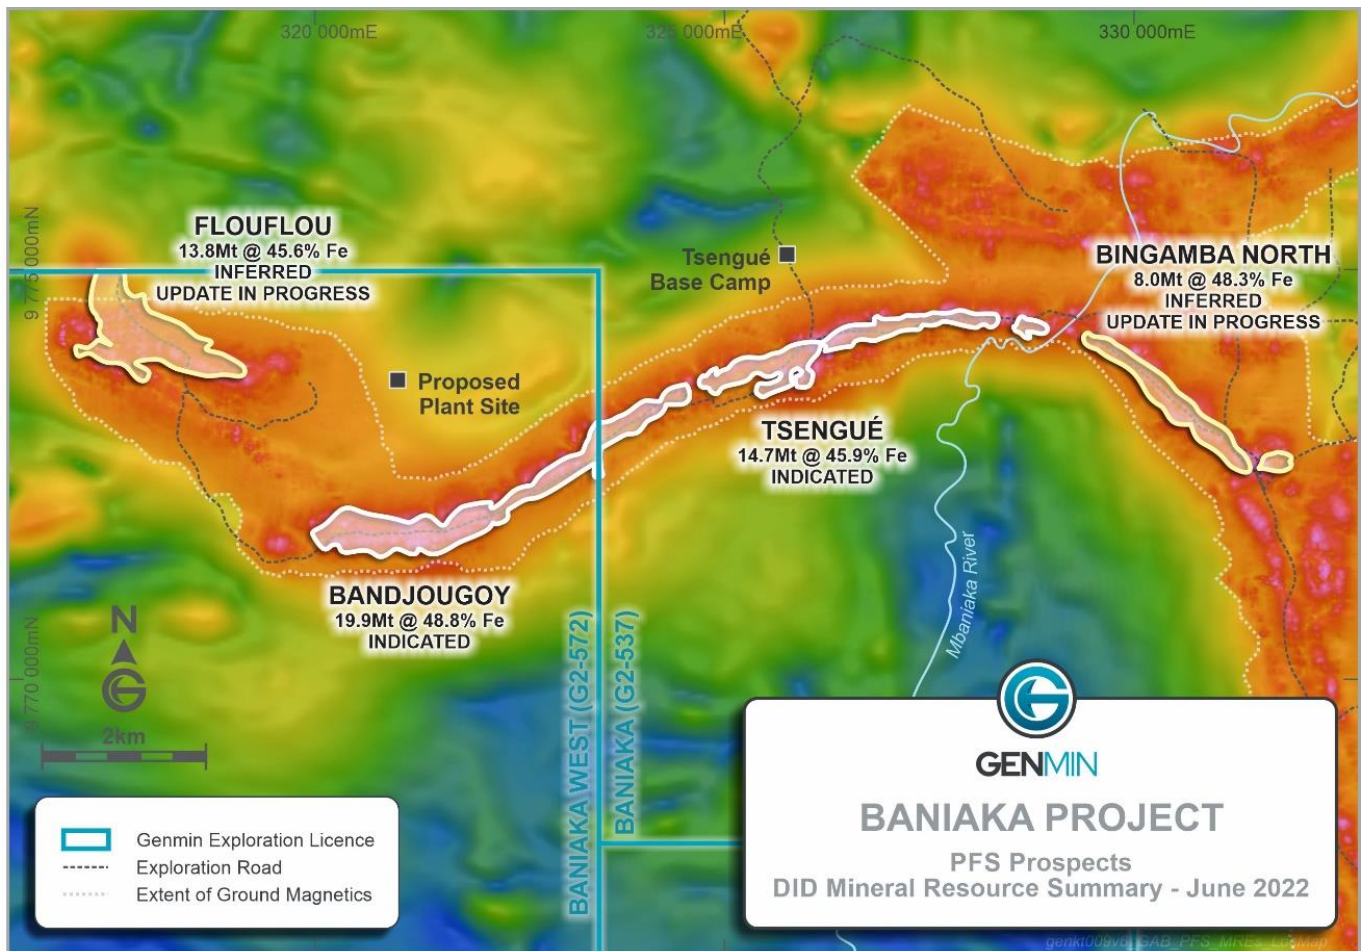 320 000mE
325 000mE
330 000mE
9 775 000mN
FLOUFLOU
13.8Mt @ 45.6% Fe
INFERRED
UPDATE IN PROGRESS
Tsengué
Base Camp
BINGAMBA NORTH
8.0Mt @ 48.3% Fe
INFERRED
UPDATE IN PROGRESS
Proposed
Plant Site
TSENGUÉ
14.7Mt @ 45.9% Fe
INDICATED
BANDJOUGOY
19.9Mt @ 48.8% Fe
INDICATED
Mbaniaka River
9 770 000mN
N
G
2km
BANIAKA WEST (G2-572)
BANIAKA (G2-537)
Genmin Exploration Licence
Exploration Road
Extent of Ground Magnetics
G
GENMIN
BANIAKA PROJECT
PFS Prospects
DID Mineral Resource Summary - June 2022